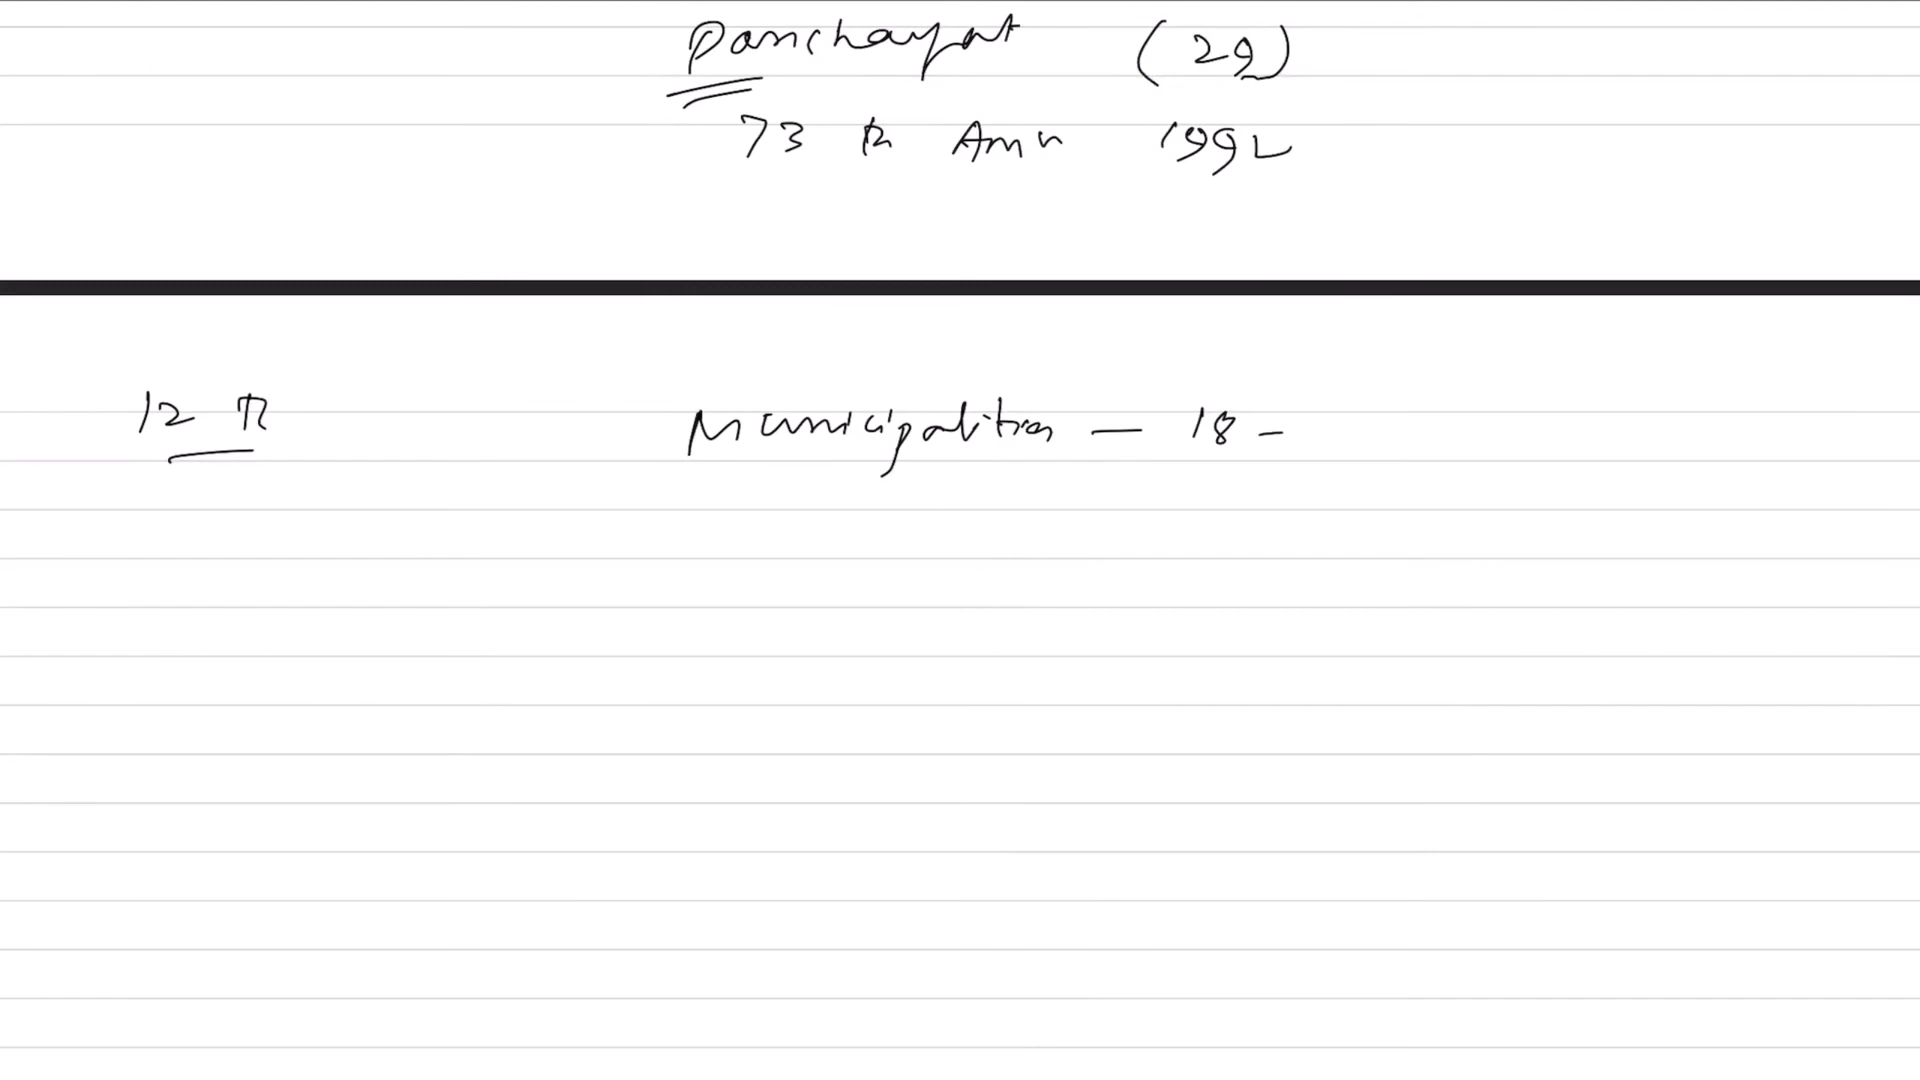 Panchayat (29)
73 th Amn 1992
12 th Municipalities — 18 -